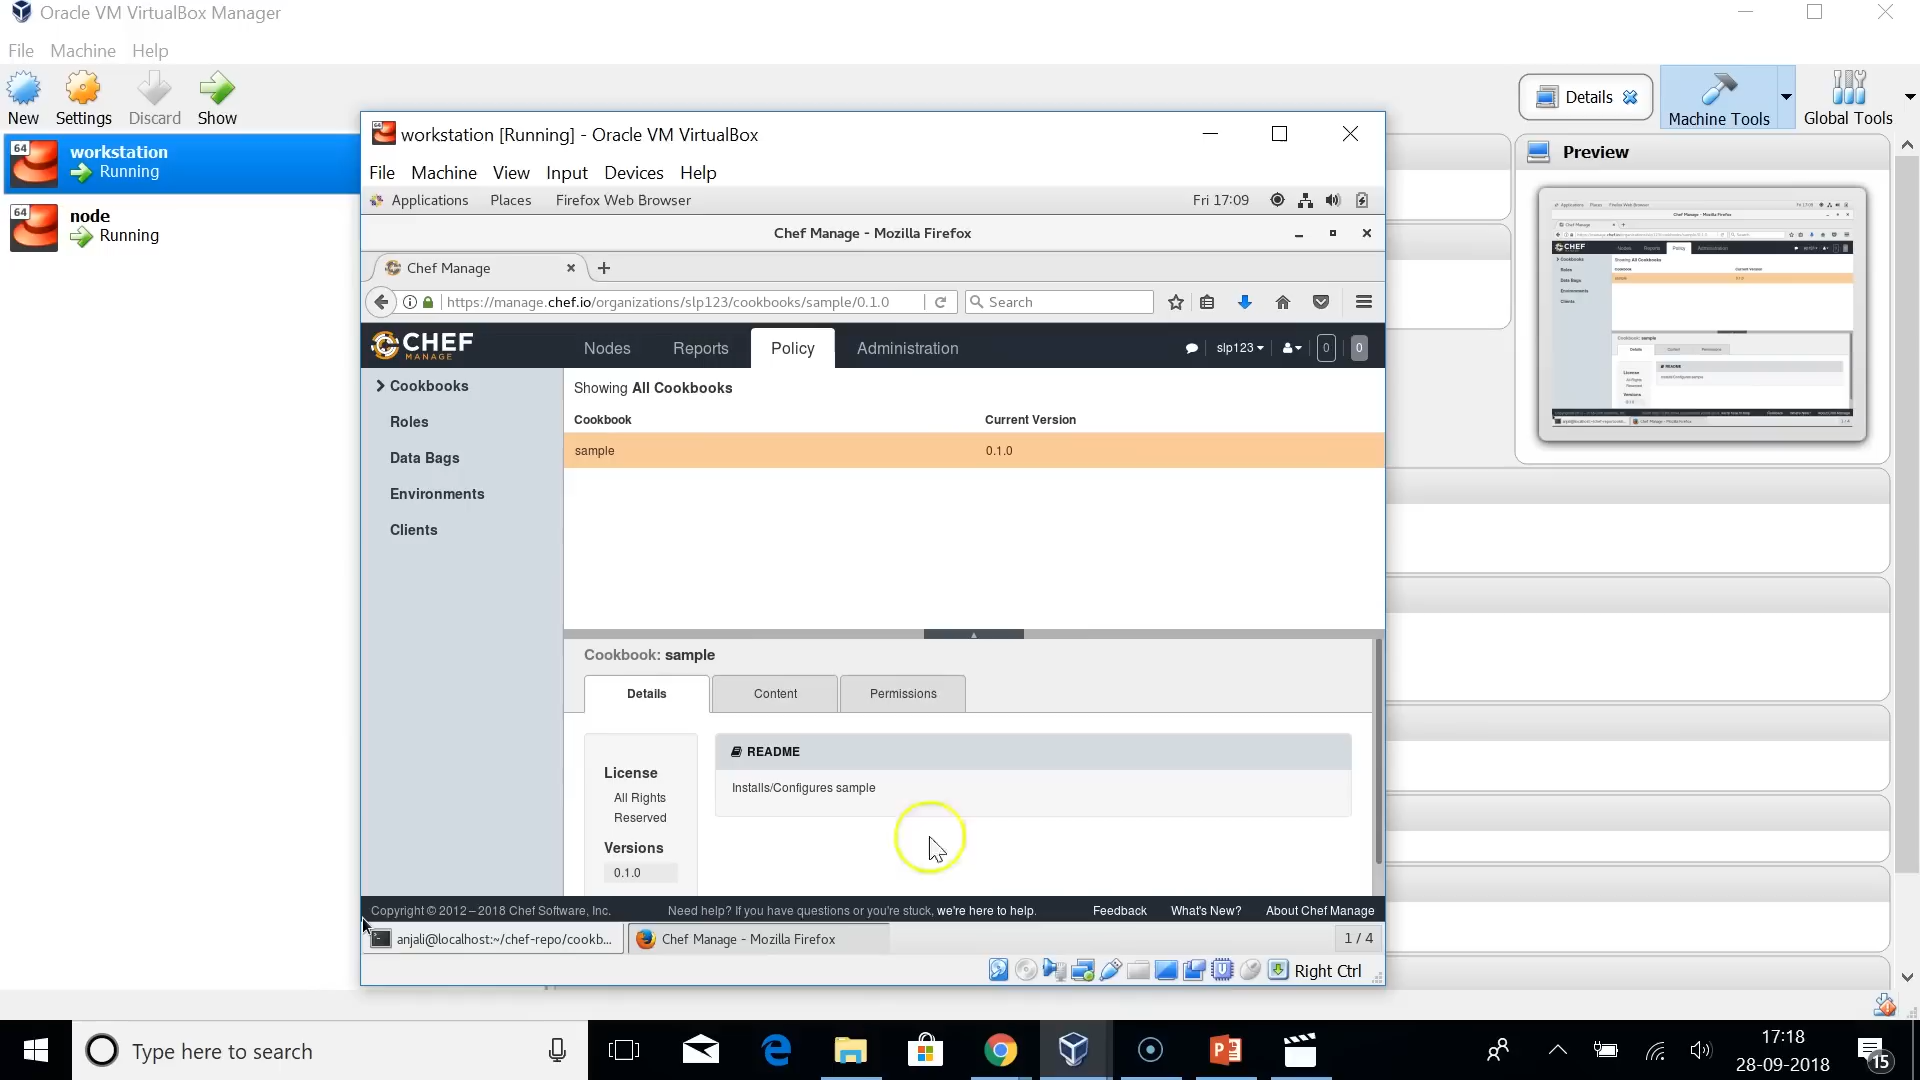 Oracle VM VirtualBox Manager
File Machine Help
New Settings Discard Show
Details
Machine Tools
Global Tools
64 workstation
Running
64 node
Running
Preview
workstation [Running] - Oracle VM VirtualBox
File Machine View Input Devices Help
Applications Places Firefox Web Browser Fri 17:09
Chef Manage - Mozilla Firefox
Chef Manage
https://manage.chef.io/organizations/slp123/cookbooks/sample/0.1.0
Search
CHEF
MANAGE
Nodes Reports Policy Administration
slp123
0 0
Cookbooks
Roles
Data Bags
Environments
Clients
Showing All Cookbooks
Cookbook Current Version
sample 0.1.0
Cookbook: sample
Details Content Permissions
License
All Rights
Reserved
Versions
0.1.0
README
Installs/Configures sample
Copyright © 2012 – 2018 Chef Software, Inc. Need help? If you have questions or you're stuck, we're here to help. Feedback What's New? About Chef Manage
anjali@localhost:~/chef-repo/cookb... Chef Manage - Mozilla Firefox 1 / 4
Right Ctrl
Type here to search
17:18
28-09-2018
15